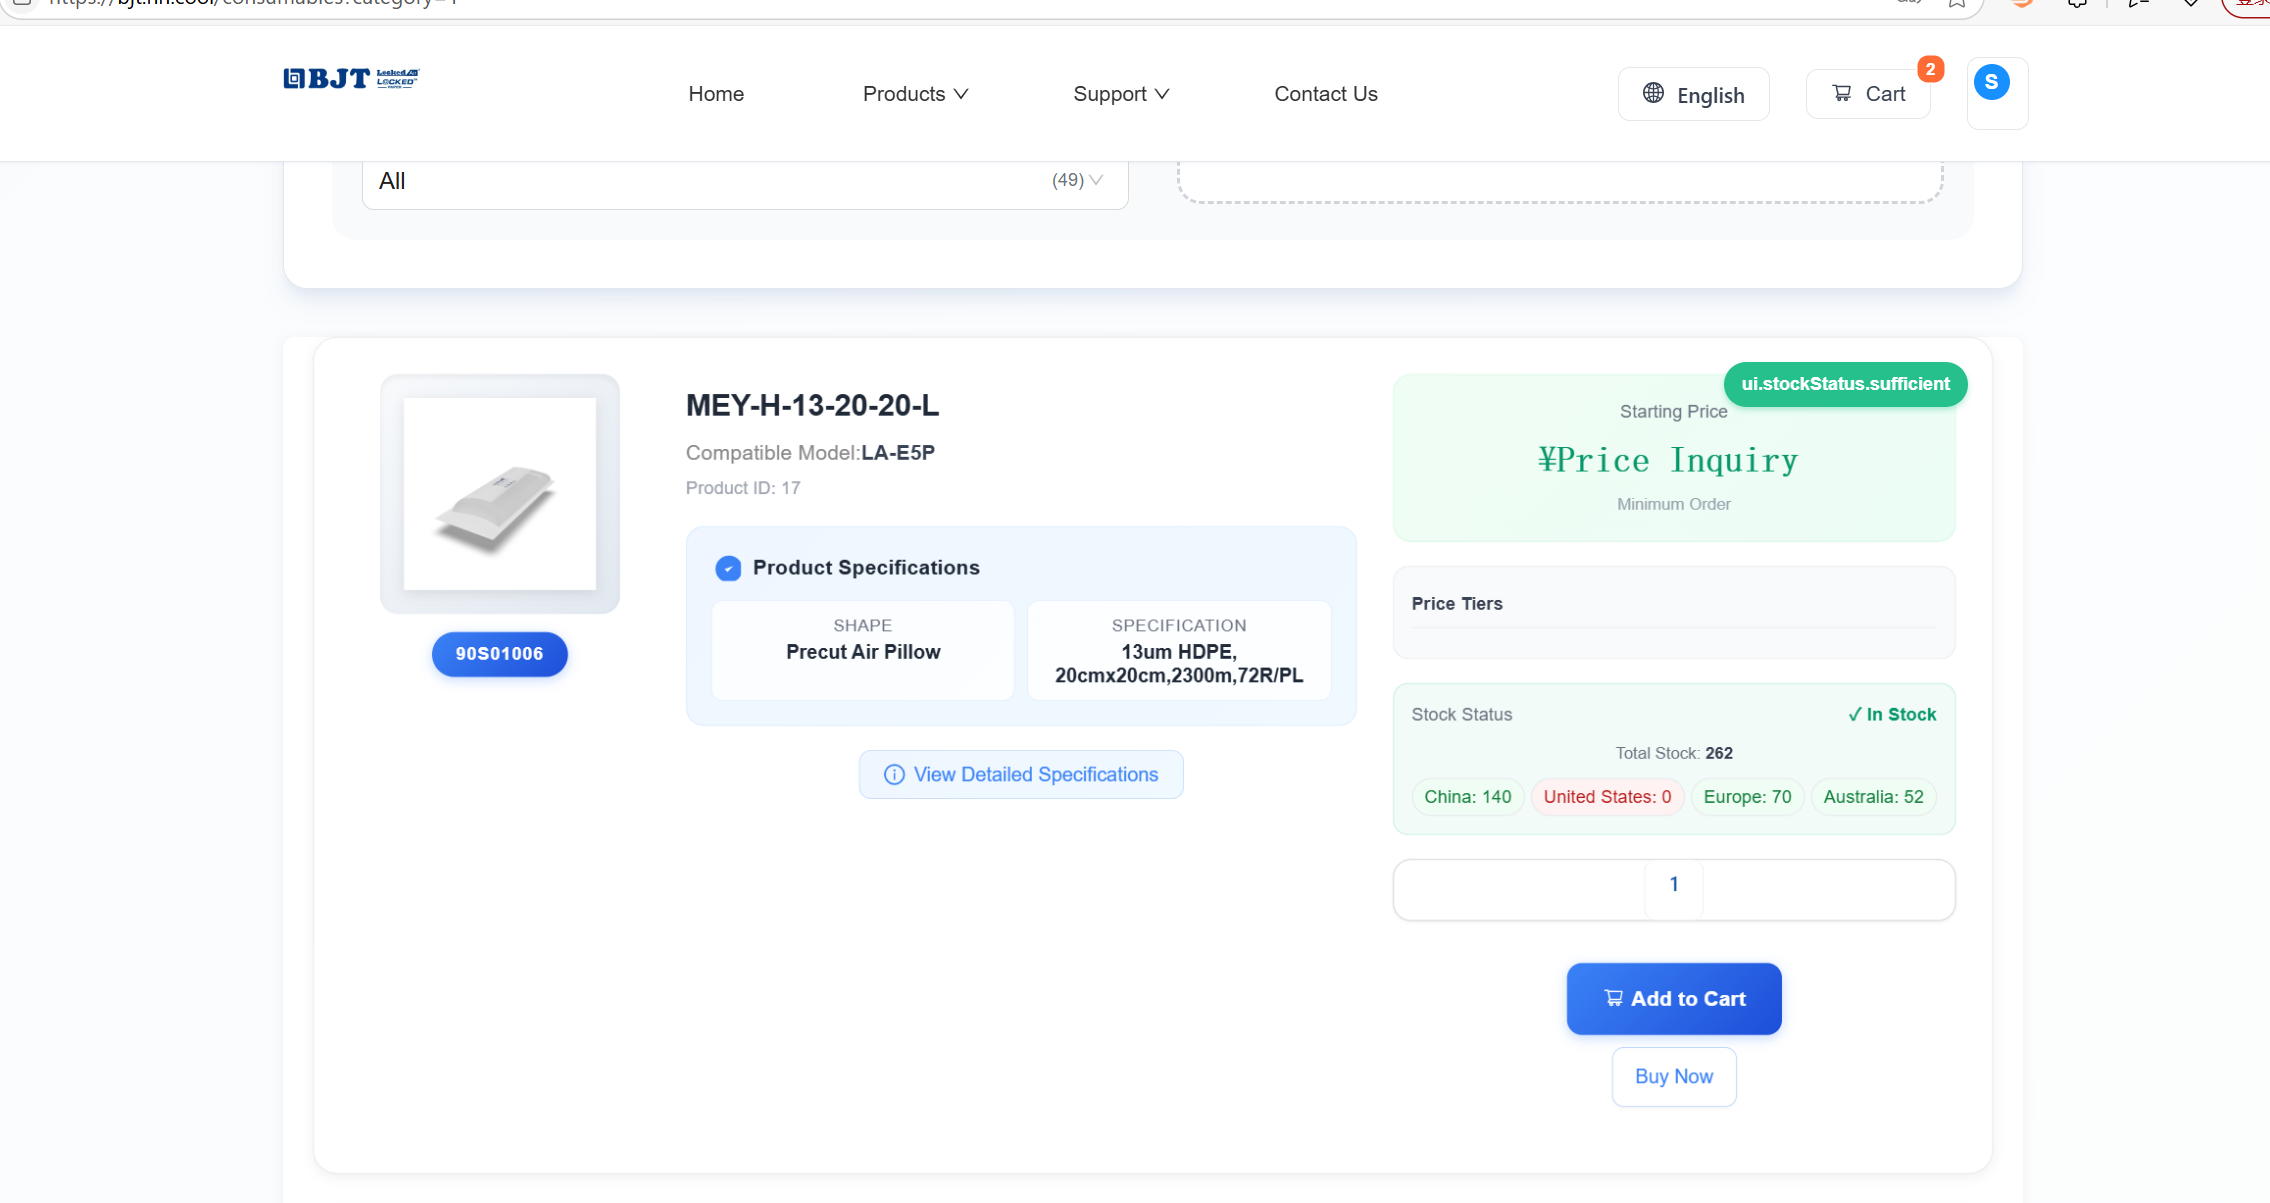 BJT
LOCKED
Home
Products
Support
Contact Us
English
Cart
2
S
All
(49)
MEY-H-13-20-20-L
Compatible Model:LA-E5P
Product ID: 17
90S01006
Product Specifications
SHAPE
Precut Air Pillow
SPECIFICATION
13um HDPE,
20cmx20cm,2300m,72R/PL
View Detailed Specifications
ui.stockStatus.sufficient
Starting Price
¥Price Inquiry
Minimum Order
Price Tiers
Stock Status
✓ In Stock
Total Stock: 262
China: 140
United States: 0
Europe: 70
Australia: 52
1
Add to Cart
Buy Now